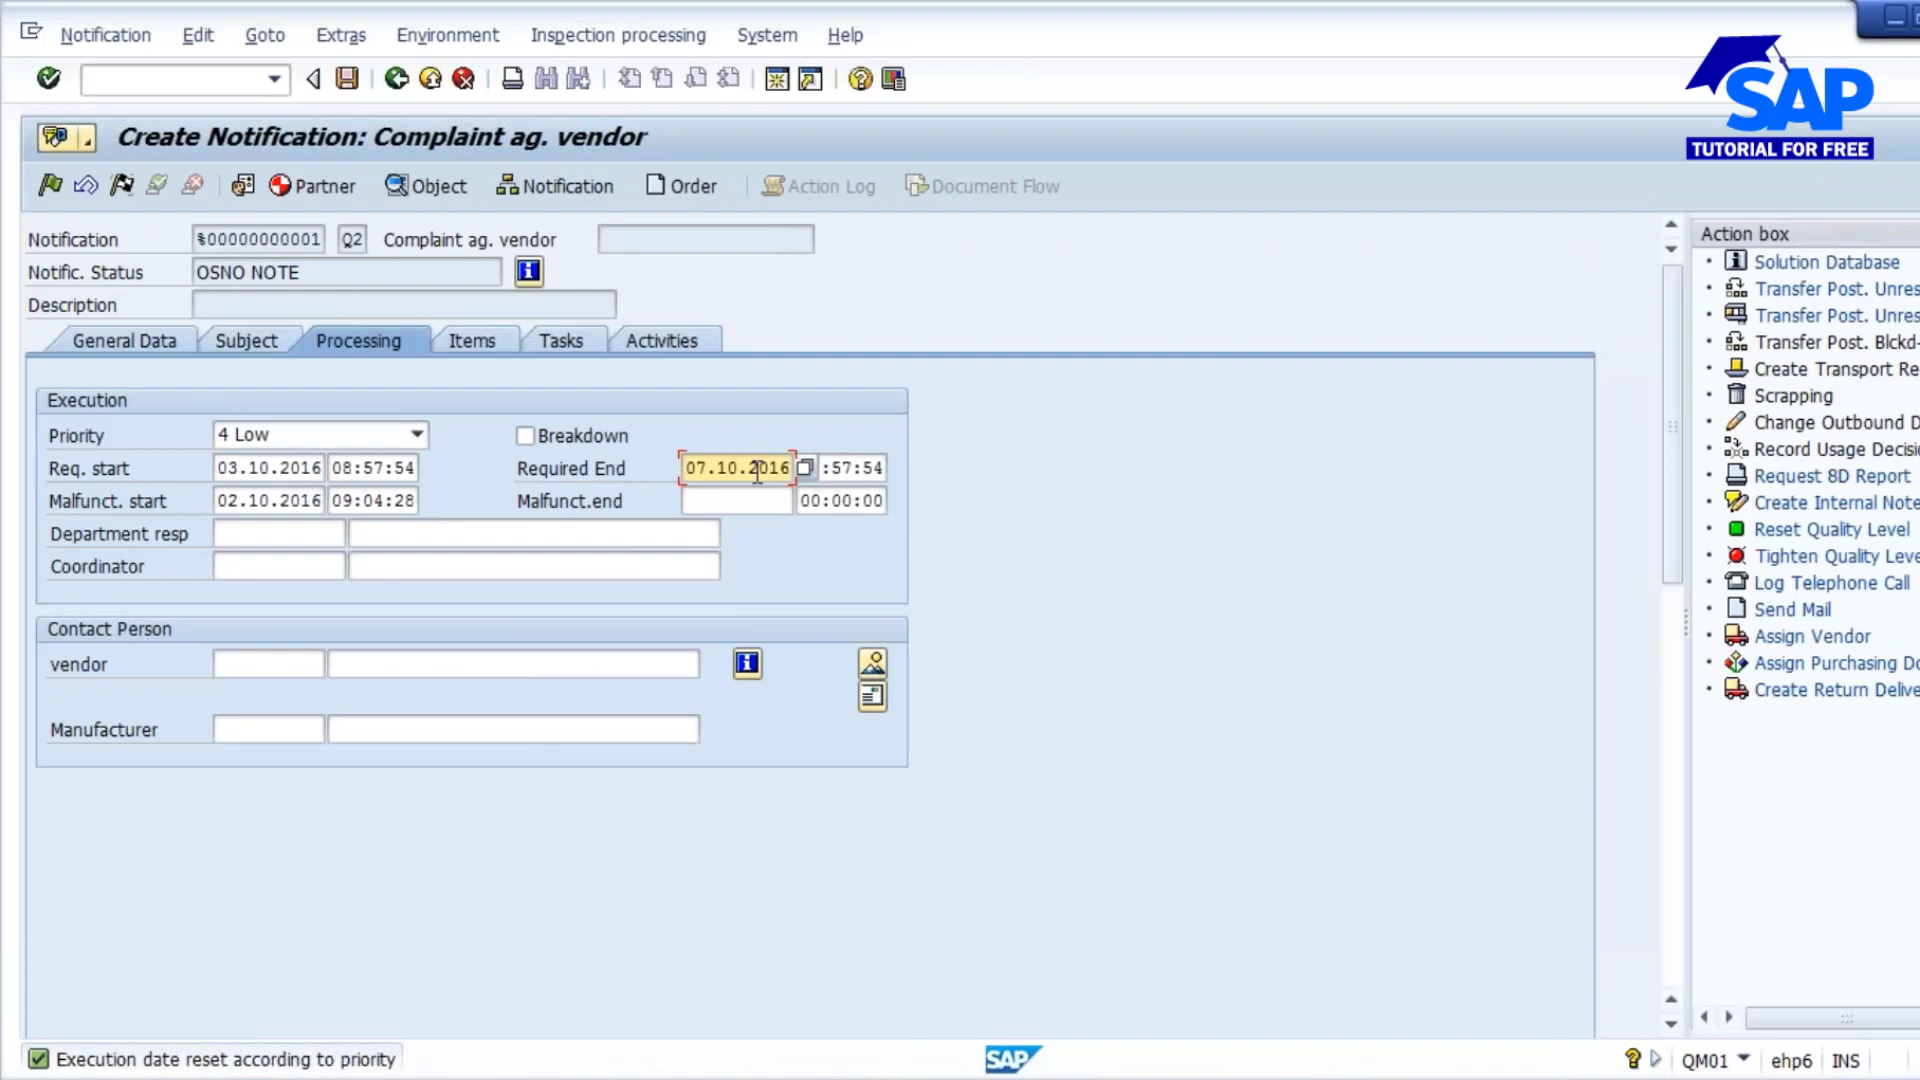 Notification Edit Goto Extras Environment Inspection processing System Help
SAP
TUTORIAL FOR FREE
Create Notification: Complaint ag. vendor
Partner Object Notification Order Action Log Document Flow
Notification %00000000001 Q2 Complaint ag. vendor
Notific. Status OSNO NOTE
Description
General Data Subject Processing Items Tasks Activities
Execution
Priority 4 Low Breakdown
Req. start 03.10.2016 08:57:54 Required End 07.10.2016 :57:54
Malfunct. start 02.10.2016 09:04:28 Malfunct.end 00:00:00
Department resp
Coordinator
Contact Person
vendor
Manufacturer
Action box
Solution Database
Transfer Post. Unres
Transfer Post. Unres
Transfer Post. Blckd-
Create Transport Re
Scrapping
Change Outbound D
Record Usage Decisi
Request 8D Report
Create Internal Note
Reset Quality Level
Tighten Quality Leve
Log Telephone Call
Send Mail
Assign Vendor
Assign Purchasing Do
Create Return Delive
Execution date reset according to priority
SAP
QM01 ehp6 INS